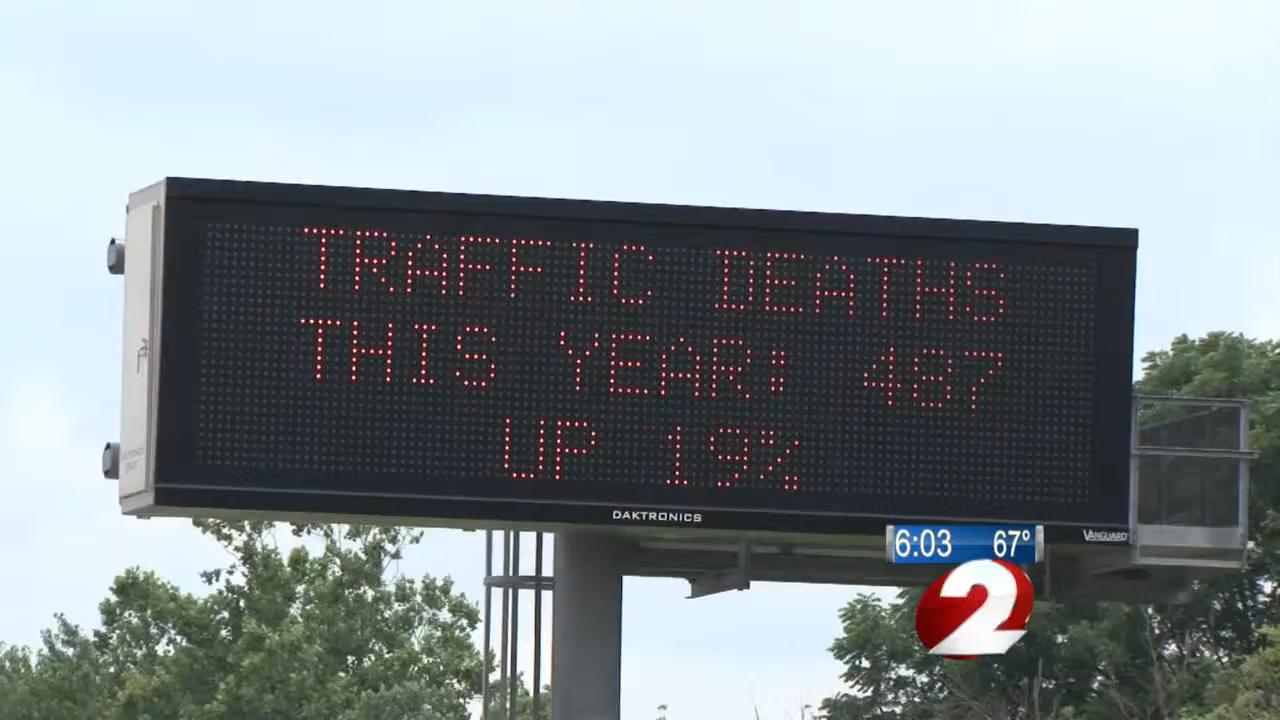 TRAFFIC DEATHS
THIS YEAR: 487
UP 19%
DAKTRONICS
VANGUARD
6:03 67°
2